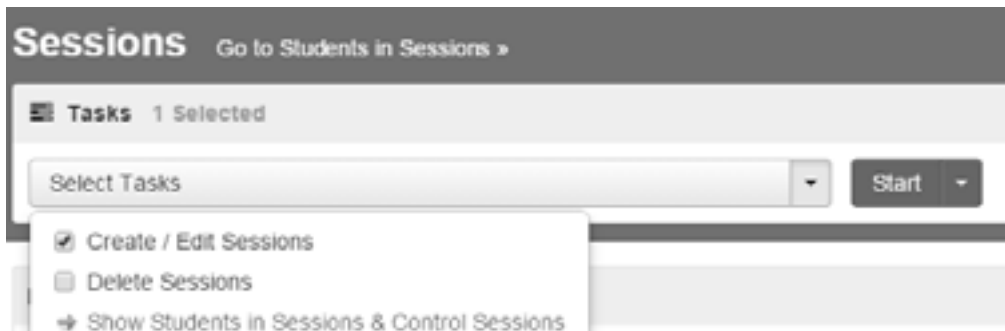 Sessions Go to Students in Sessions »
Tasks 1 Selected
Select Tasks Start
Create / Edit Sessions
Delete Sessions
Show Students in Sessions & Control Sessions